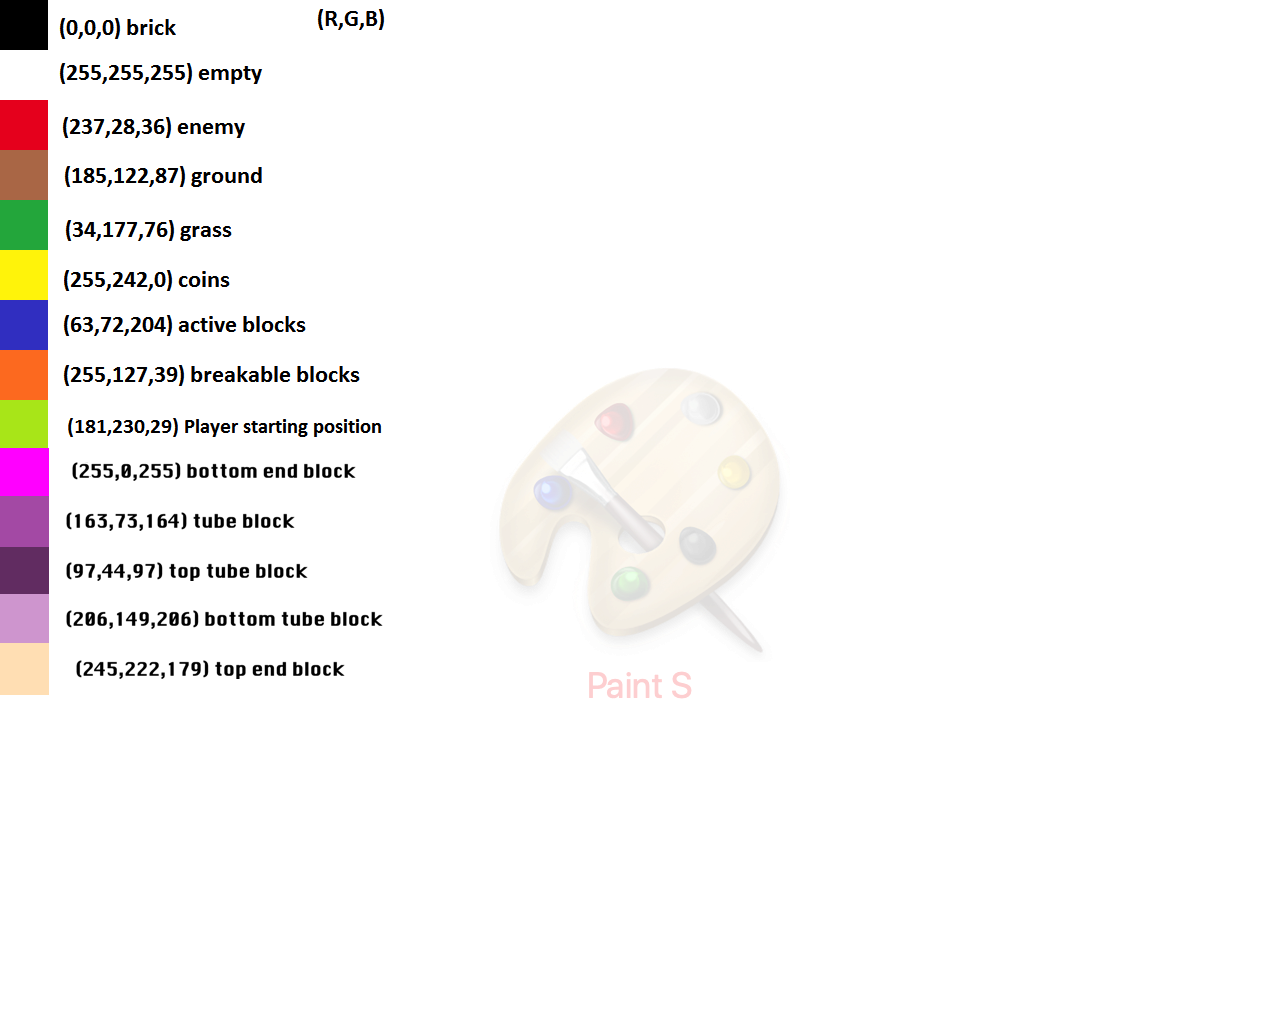 (0,0,0) brick
(R,G,B)
(255,255,255) empty
(237,28,36) enemy
(185,122,87) ground
(34,177,76) grass
(255,242,0) coins
(63,72,204) active blocks
(255,127,39) breakable blocks
(181,230,29) Player starting position
(255,0,255) bottom end block
(163,73,164) tube block
(97,44,97) top tube block
(206,149,206) bottom tube block
(245,222,179) top end block
Paint S